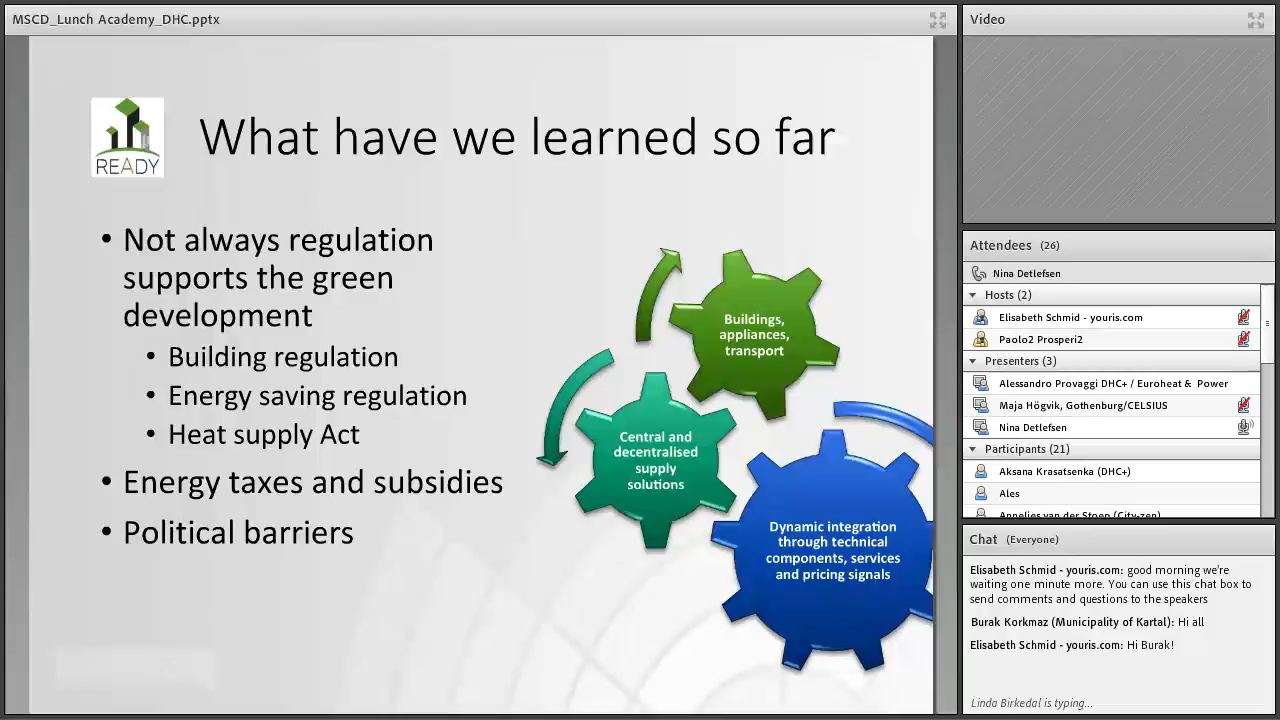 MSCD_Lunch Academy_DHC.pptx
READY
What have we learned so far
• Not always regulation
supports the green
development
• Building regulation
• Energy saving regulation
• Heat supply Act
• Energy taxes and subsidies
• Political barriers
Buildings,
appliances,
transport
Central and
decentralised
supply
solutions
Dynamic integration
through technical
components, services
and pricing signals
Video
Attendees (26)
Nina Detlefsen
Hosts (2)
Elisabeth Schmid - youris.com
Paolo2 Prosperi2
Presenters (3)
Alessandro Provaggi DHC+ / Euroheat & Power
Maja Högvik, Gothenburg/CELSIUS
Nina Detlefsen
Participants (21)
Aksana Krasatsenka (DHC+)
Ales
Annelies van der Stoep (City-zen)
Chat (Everyone)
Elisabeth Schmid - youris.com: good morning we're
waiting one minute more. You can use this chat box to
send comments and questions to the speakers
Burak Korkmaz (Municipality of Kartal): Hi all
Elisabeth Schmid - youris.com: Hi Burak!
Linda Birkedal is typing...